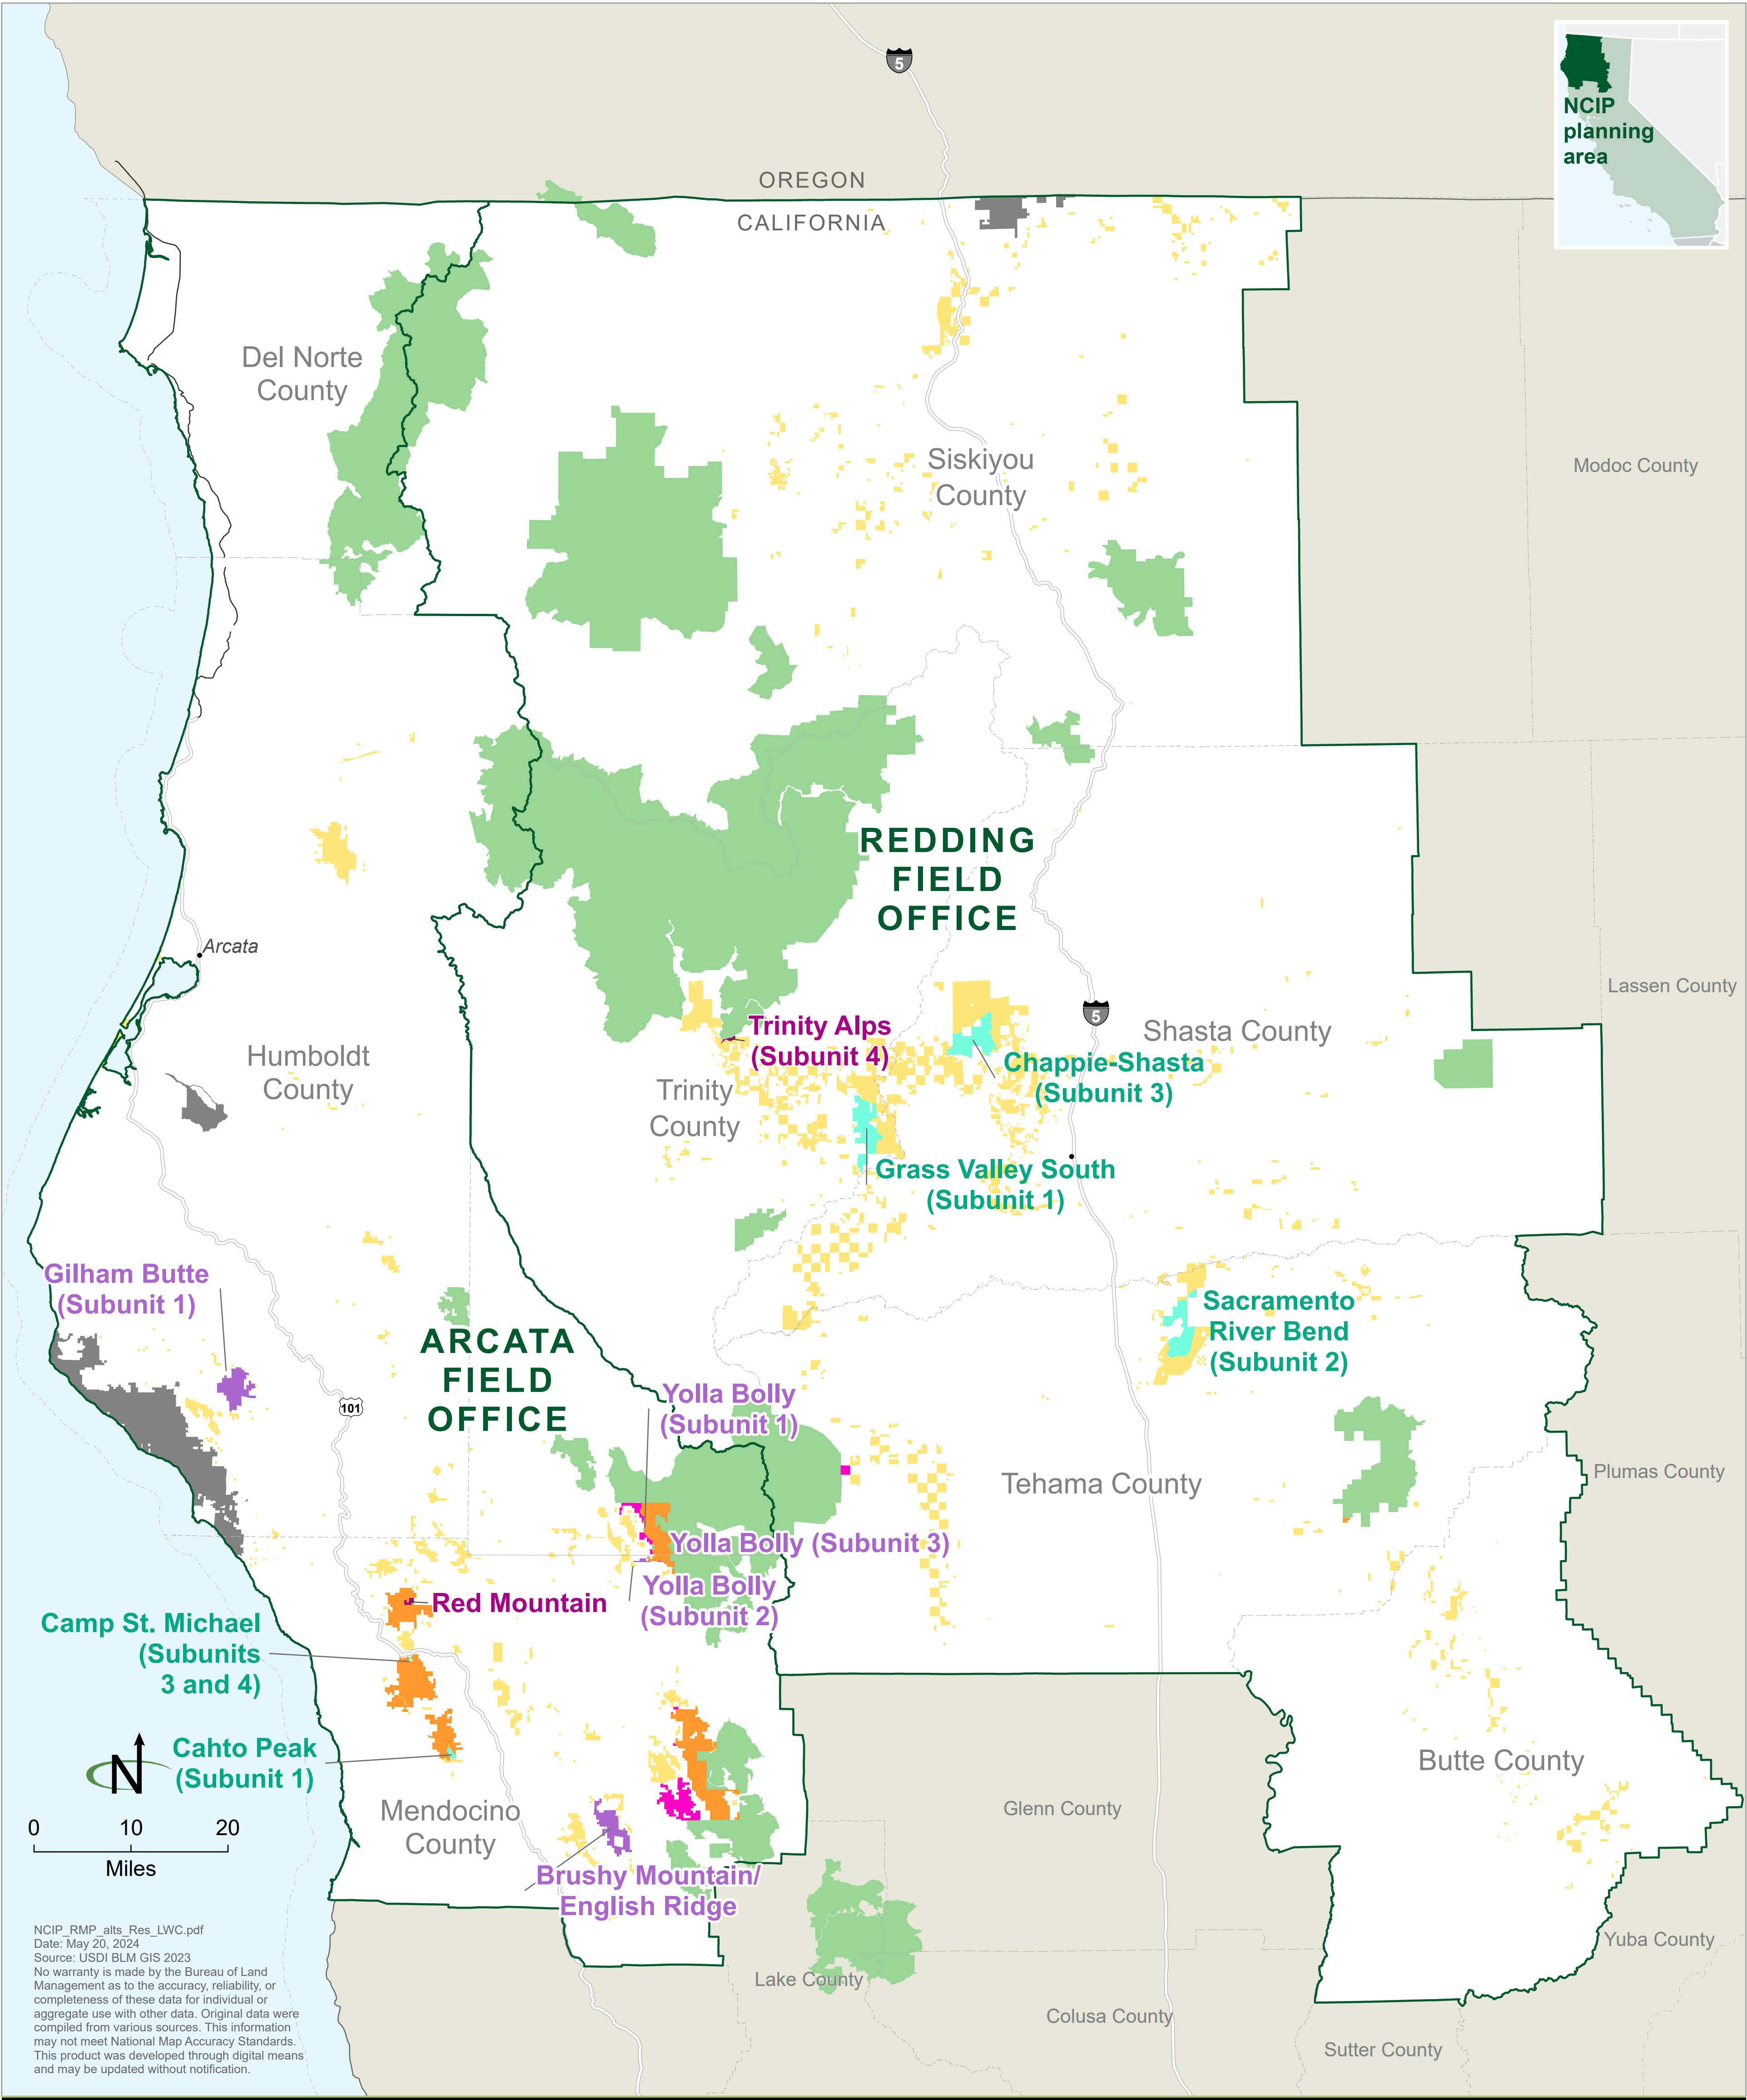 5
NCIP
planning
area
OREGON
CALIFORNIA
Del Norte
County
Siskiyou
County
Modoc County
REDDING
FIELD
OFFICE
Arcata
Lassen County
5
Trinity Alps
(Subunit 4)
Shasta County
Humboldt
County
Chappie-Shasta
(Subunit 3)
Trinity
County
Grass Valley South
(Subunit 1)
Gilham Butte
(Subunit 1)
Sacramento
River Bend
(Subunit 2)
ARCATA
FIELD
OFFICE
Yolla Bolly
(Subunit 1)
101
Plumas County
Tehama County
Yolla Bolly (Subunit 3)
Yolla Bolly
(Subunit 2)
Red Mountain
Camp St. Michael
(Subunits
3 and 4)
N
Cahto Peak
(Subunit 1)
Butte County
Mendocino
County
Glenn County
0 10 20
Miles
Brushy Mountain/
English Ridge
NCIP_RMP_alts_Res_LWC.pdf
Date: May 20, 2024
Source: USDI BLM GIS 2023
No warranty is made by the Bureau of Land
Management as to the accuracy, reliability, or
completeness of these data for individual or
aggregate use with other data. Original data were
compiled from various sources. This information
may not meet National Map Accuracy Standards.
This product was developed through digital means
and may be updated without notification.
Yuba County
Lake County
Colusa County
Sutter County